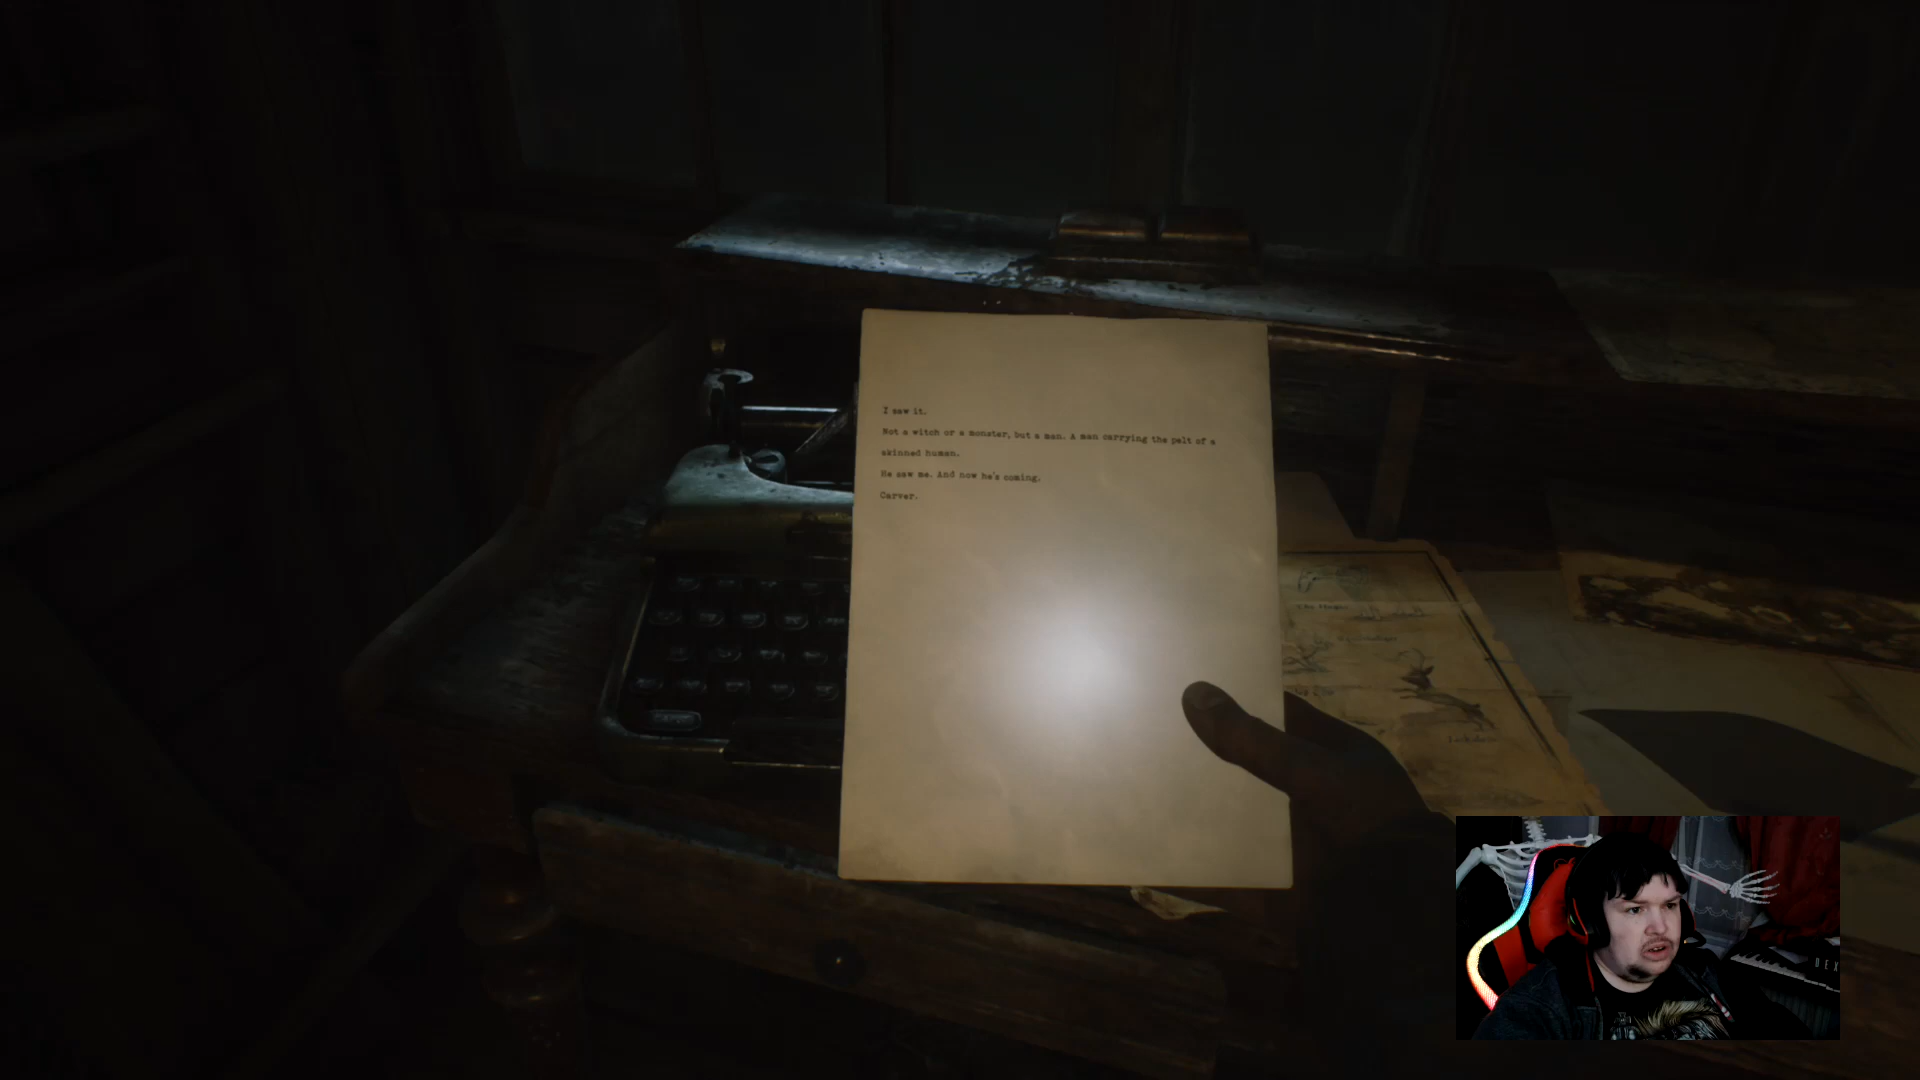 I saw it.
Not a witch or a monster, but a man. A man carrying the pelt of a
skinned human.
He saw me. And now he's coming.
Carver.
DEX